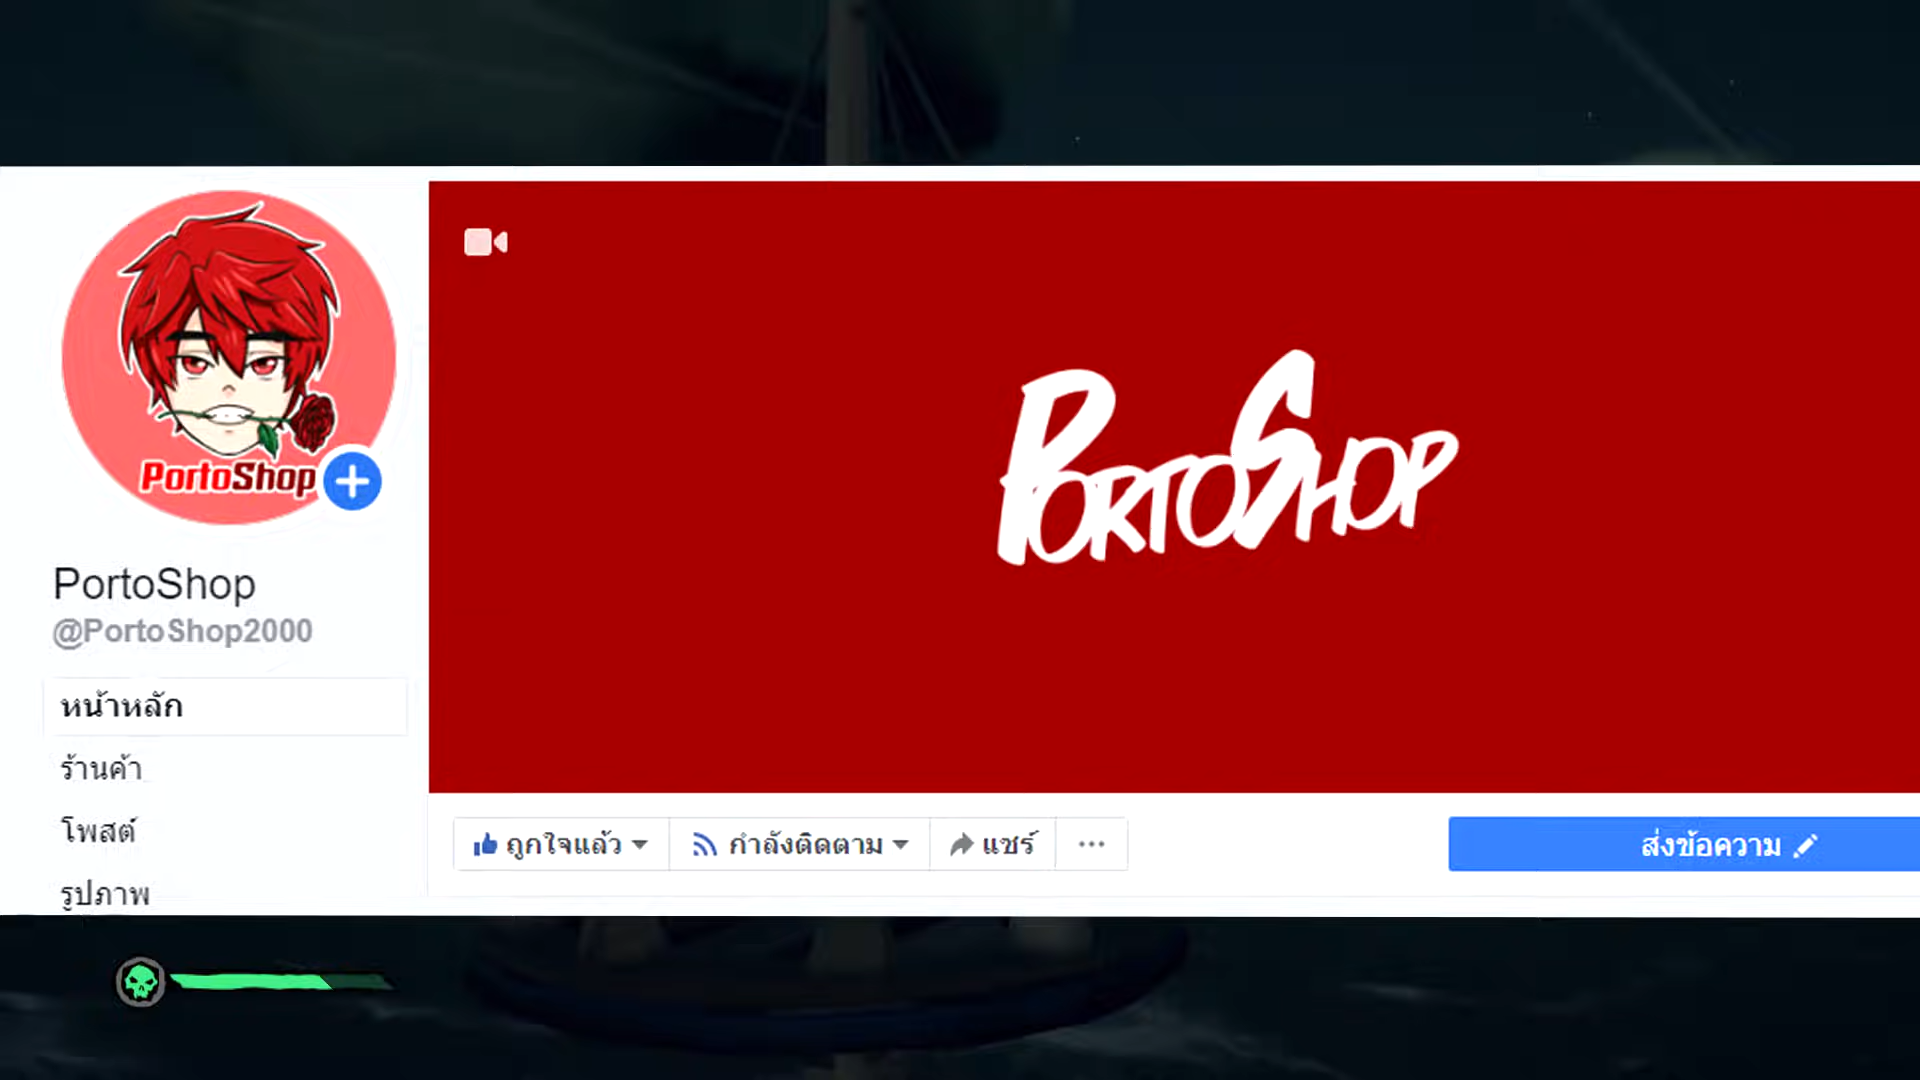 PortoShop
PortoShop
@PortoShop2000
หน้าหลัก
ร้านค้า
โพสต์
รูปภาพ
PORTOSHOP
ถูกใจแล้ว
กำลังติดตาม
แชร์
ส่งข้อความ